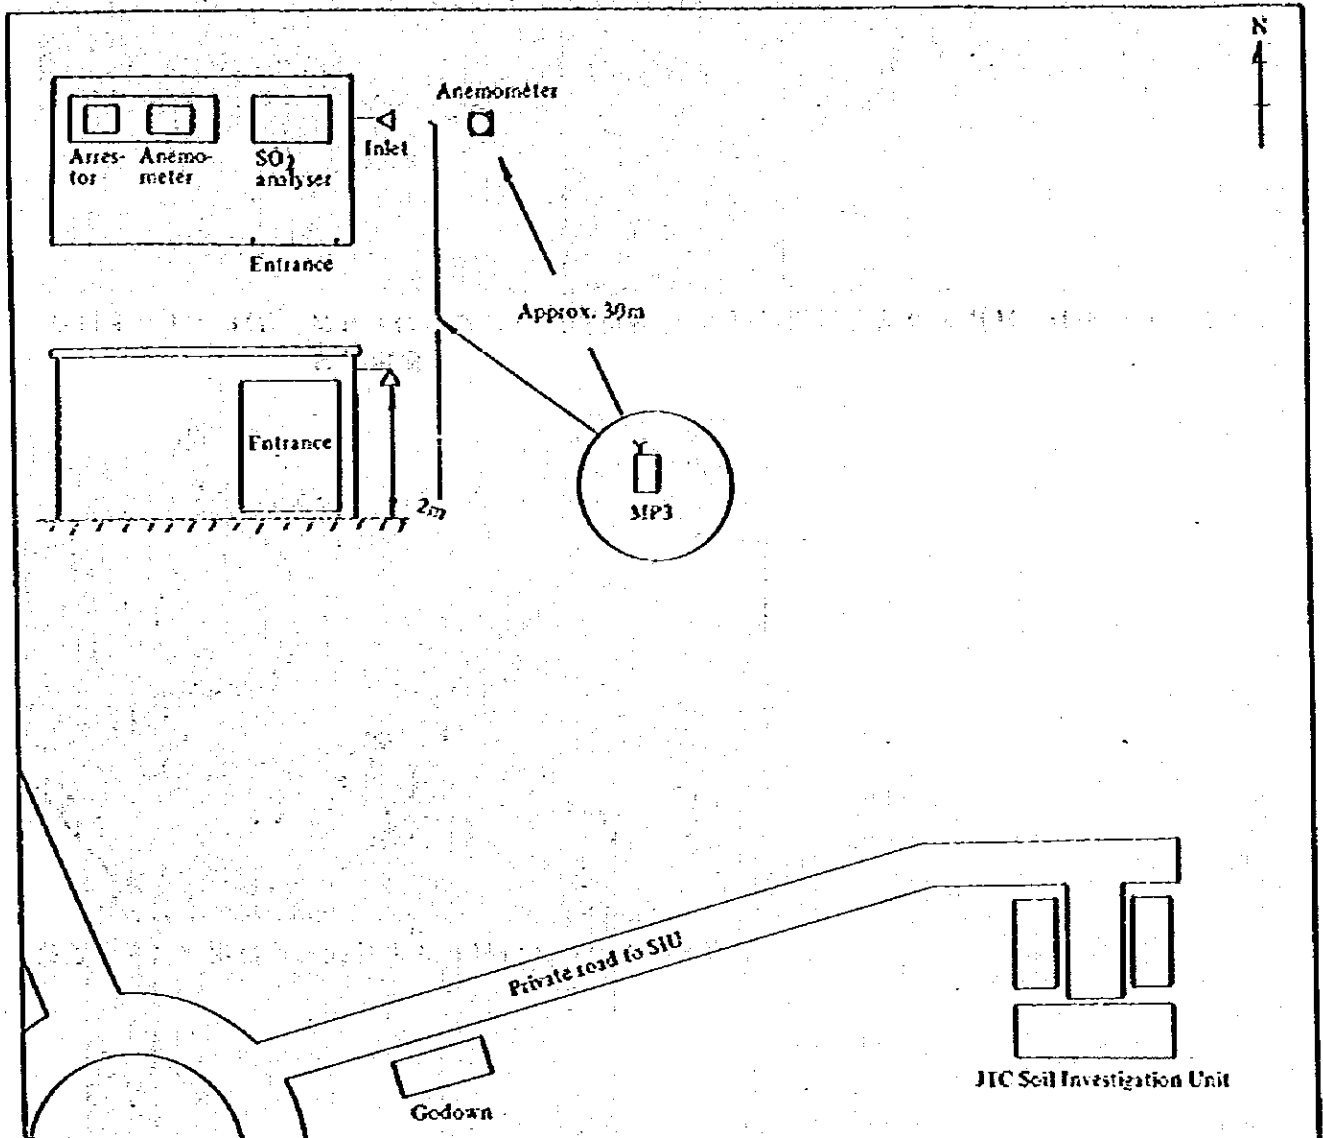 N
Anemometer
Arres-
tor
Anemo-
meter
SO2
analyser
Inlet
Entrance
Approx. 30m
Entrance
2m
MP3
Private road to SIU
JTC Soil Investigation Unit
Godown